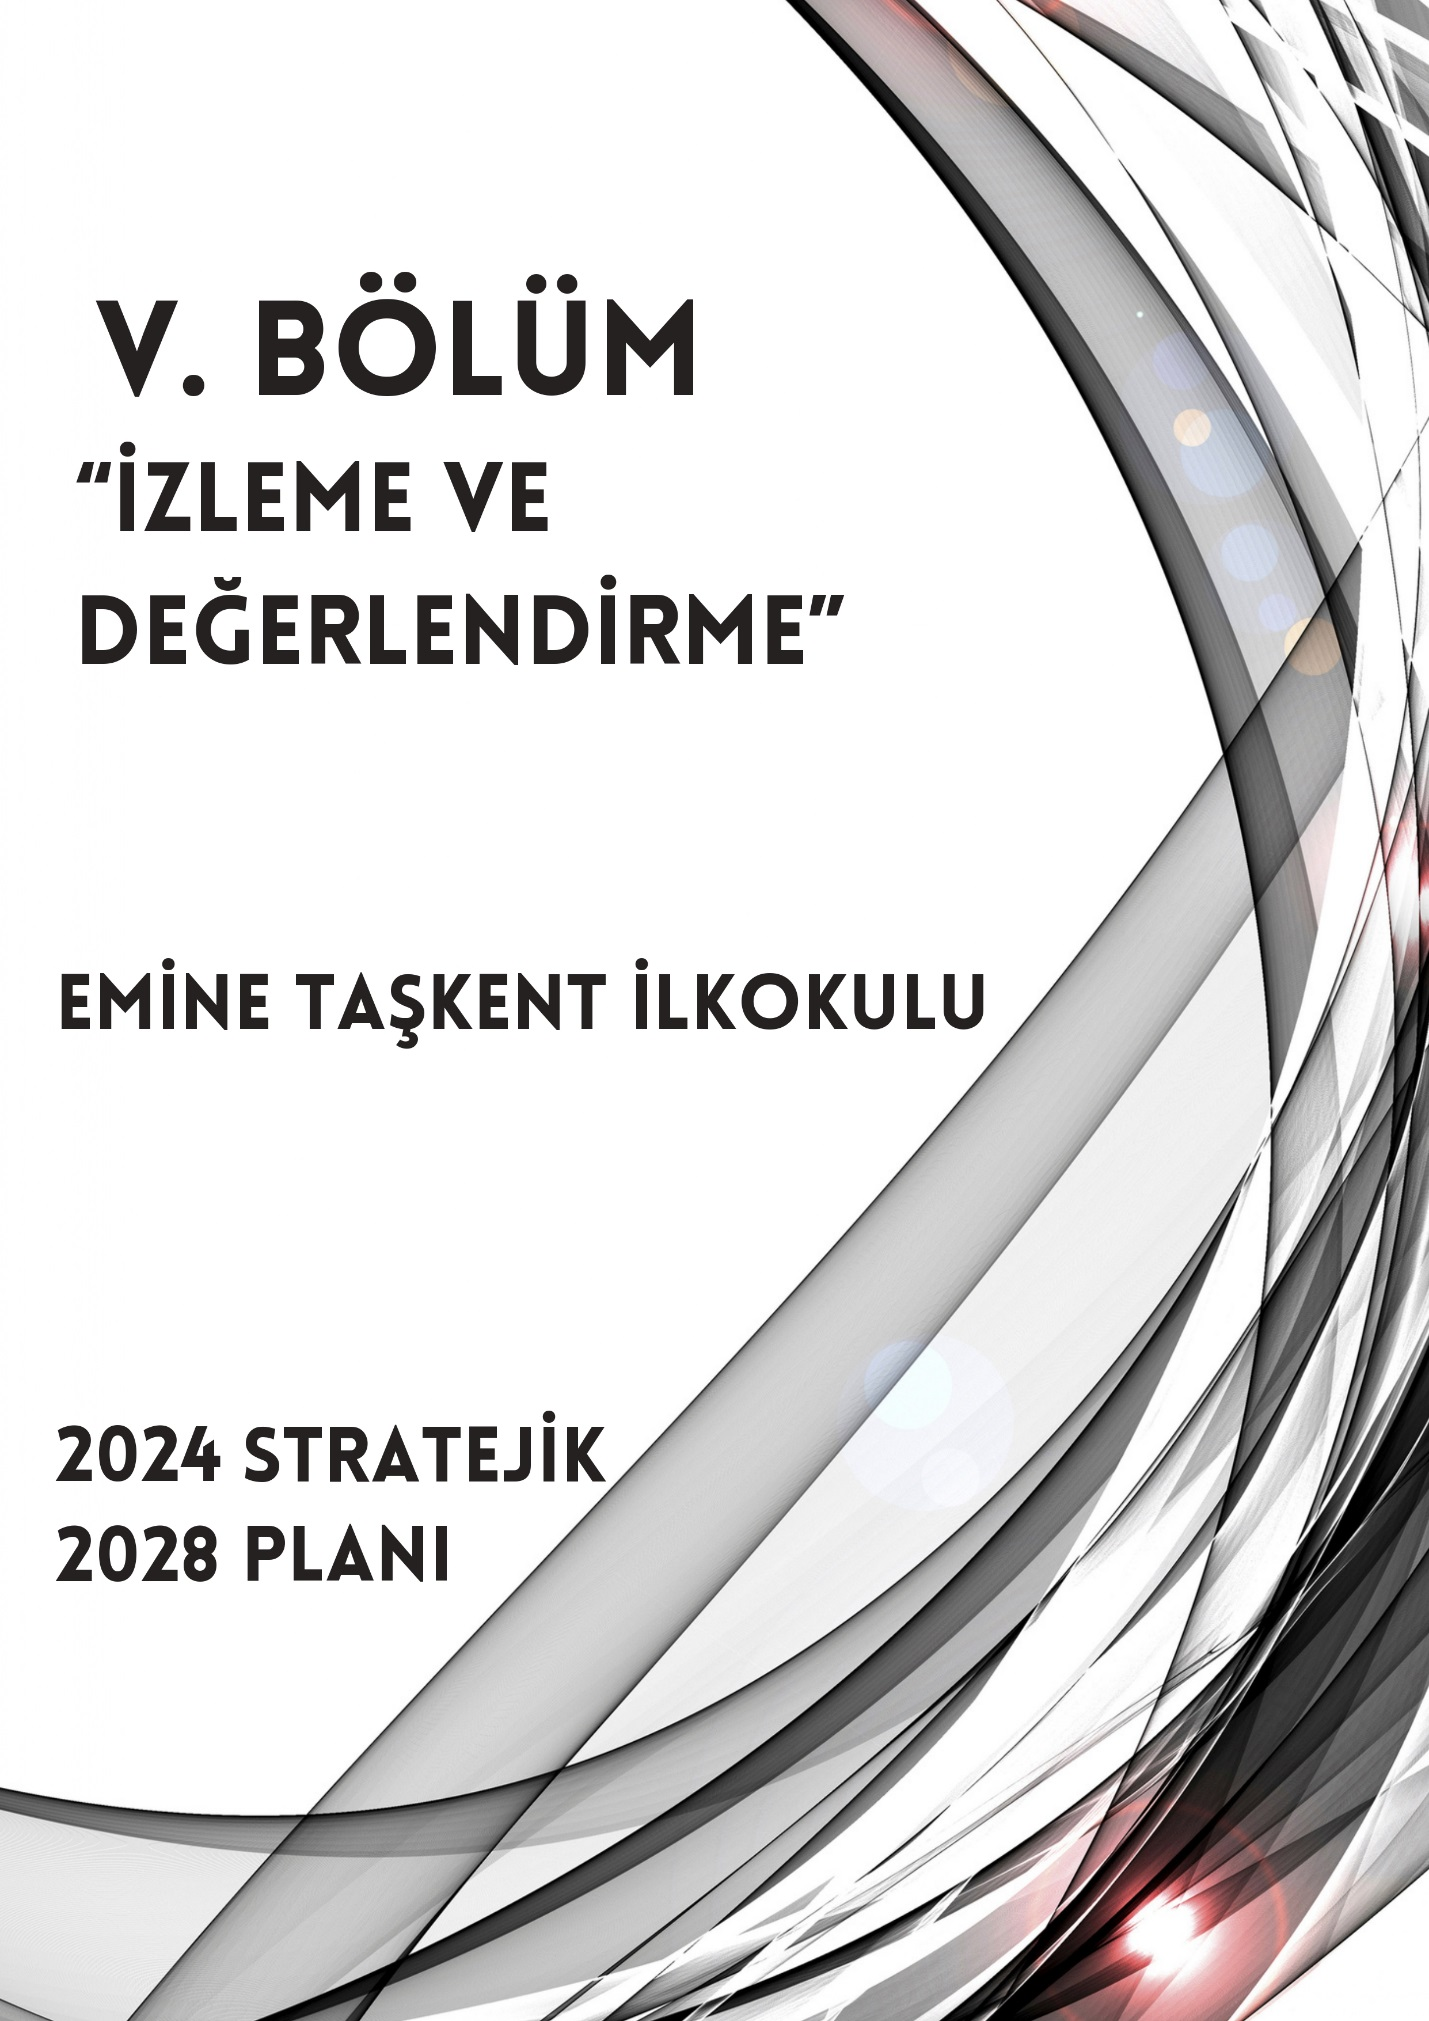 V. BÖLÜM
“İZLEME VE
DEĞERLENDİRME”
EMİNE TAŞKENT İLKOKULU
2024 STRATEJİK
2028 PLANI